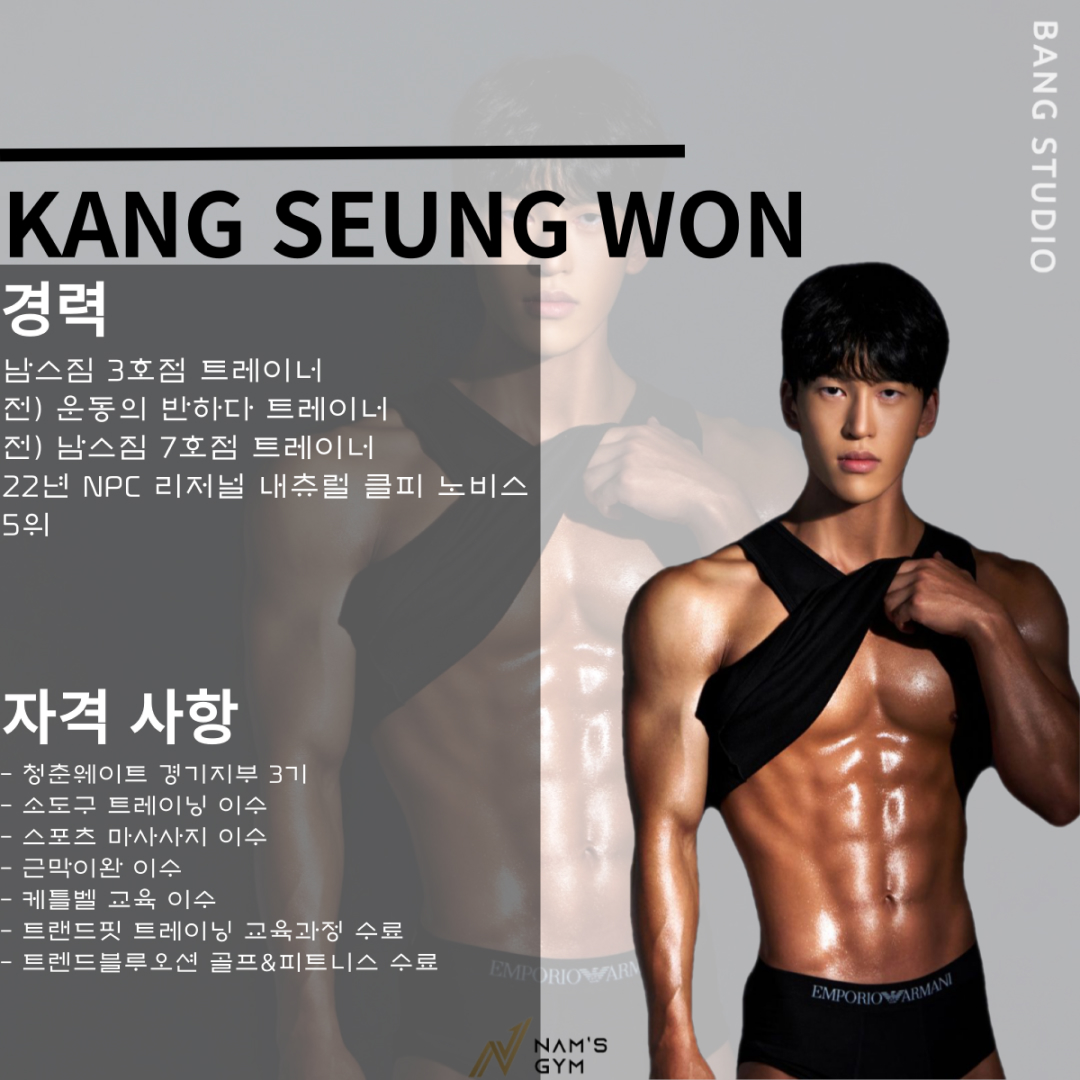 BANG STUDIO
KANG SEUNG WON
경력
남스짐 3호점 트레이너
전) 운동의 반하다 트레이너
전) 남스짐 7호점 트레이너
22년 NPC 리저널 내츄럴 클피 노비스
5위
자격 사항
- 청춘웨이트 경기지부 3기
- 소도구 트레이닝 이수
- 스포츠 마사사지 이수
- 근막이완 이수
- 케틀벨 교육 이수
- 트랜드핏 트레이닝 교육과정 수료
- 트렌드블루오션 골프&피트니스 수료
EMPORIO ARM
EMPORIO ARMANI
NAM'S
GYM